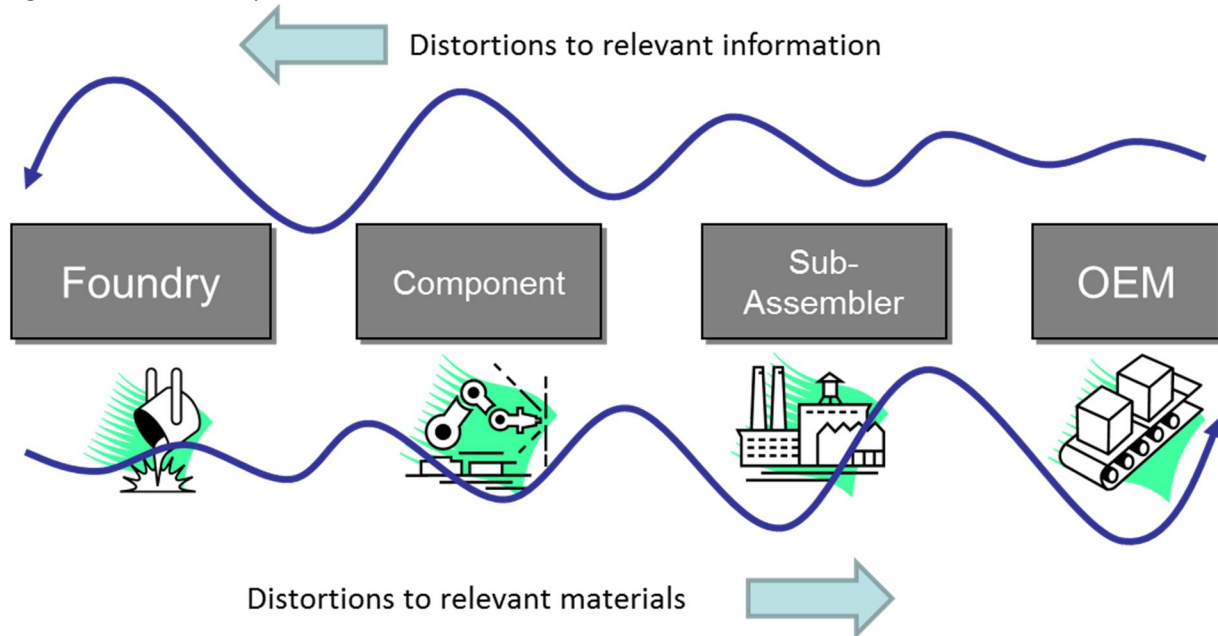 Distortions to relevant information
Foundry
Component
Sub-
Assembler
OEM
Distortions to relevant materials